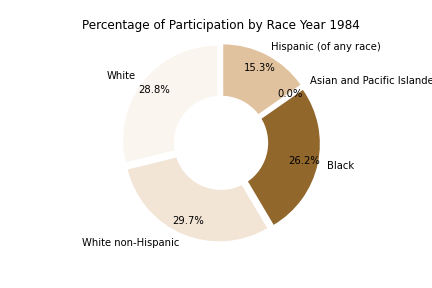 Percentage of Participation by Race Year 1984
Hispanic (of any race)
15.3%
Asian and Pacific Islande
0.0%
White
28.8%
26.2%
Black
29.7%
White non-Hispanic